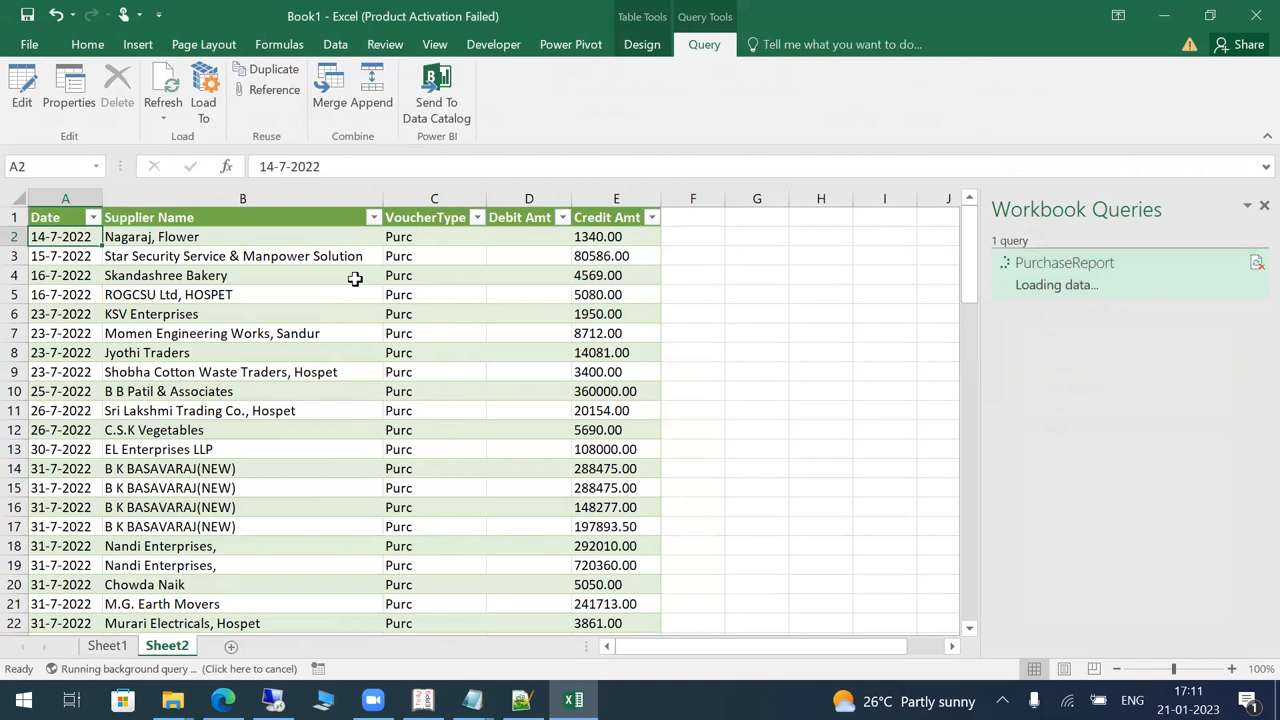 Book1 - Excel (Product Activation Failed)
Table Tools
Query Tools
File
Home
Insert
Page Layout
Formulas
Data
Review
View
Developer
Power Pivot
Design
Query
Tell me what you want to do...
Share
Edit
Properties
Delete
Refresh
Load
To
Duplicate
Reference
Merge
Append
Send To
Data Catalog
Edit
Load
Reuse
Combine
Power BI
A2
fx
14-7-2022
A B C D E F G H I J
1 Date Supplier Name VoucherType Debit Amt Credit Amt
2 14-7-2022 Nagaraj, Flower Purc 1340.00
3 15-7-2022 Star Security Service & Manpower Solution Purc 80586.00
4 16-7-2022 Skandashree Bakery Purc 4569.00
5 16-7-2022 ROGCSU Ltd, HOSPET Purc 5080.00
6 23-7-2022 KSV Enterprises Purc 1950.00
7 23-7-2022 Momen Engineering Works, Sandur Purc 8712.00
8 23-7-2022 Jyothi Traders Purc 14081.00
9 23-7-2022 Shobha Cotton Waste Traders, Hospet Purc 3400.00
10 25-7-2022 B B Patil & Associates Purc 360000.00
11 26-7-2022 Sri Lakshmi Trading Co., Hospet Purc 20154.00
12 26-7-2022 C.S.K Vegetables Purc 5690.00
13 30-7-2022 EL Enterprises LLP Purc 108000.00
14 31-7-2022 B K BASAVARAJ(NEW) Purc 288475.00
15 31-7-2022 B K BASAVARAJ(NEW) Purc 288475.00
16 31-7-2022 B K BASAVARAJ(NEW) Purc 148277.00
17 31-7-2022 B K BASAVARAJ(NEW) Purc 197893.50
18 31-7-2022 Nandi Enterprises, Purc 292010.00
19 31-7-2022 Nandi Enterprises, Purc 720360.00
20 31-7-2022 Chowda Naik Purc 5050.00
21 31-7-2022 M.G. Earth Movers Purc 241713.00
22 31-7-2022 Murari Electricals, Hospet Purc 3861.00
Workbook Queries
1 query
PurchaseReport
Loading data...
Sheet1
Sheet2
Ready
Running background query ... (Click here to cancel)
100%
26°C Partly sunny
ENG
17:11
21-01-2023
1